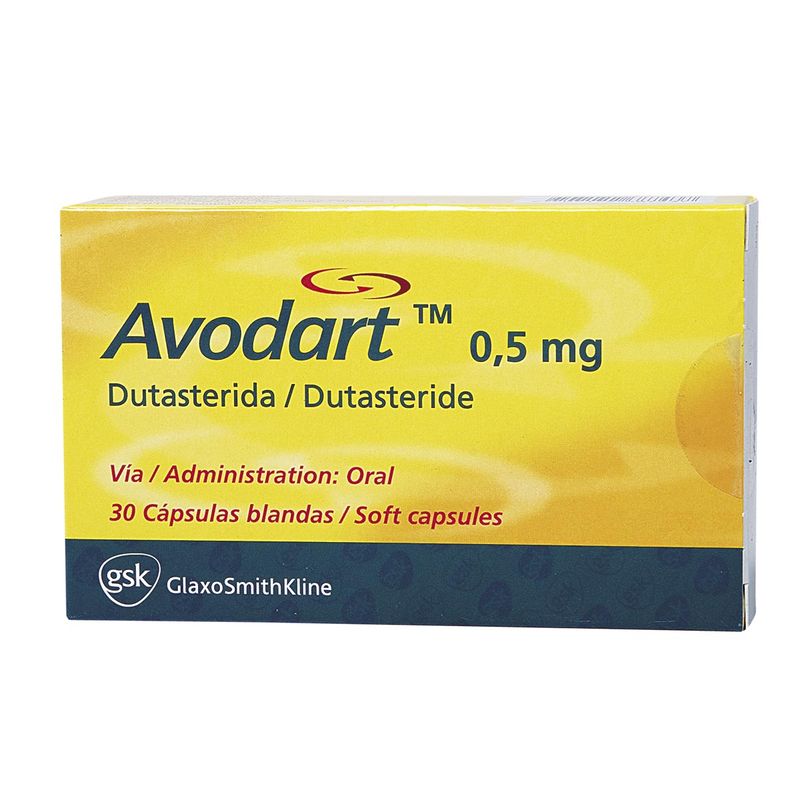 Avodart™ 0,5 mg
Dutasterida / Dutasteride
Vía / Administration: Oral
30 Cápsulas blandas / Soft capsules
gsk GlaxoSmithKline